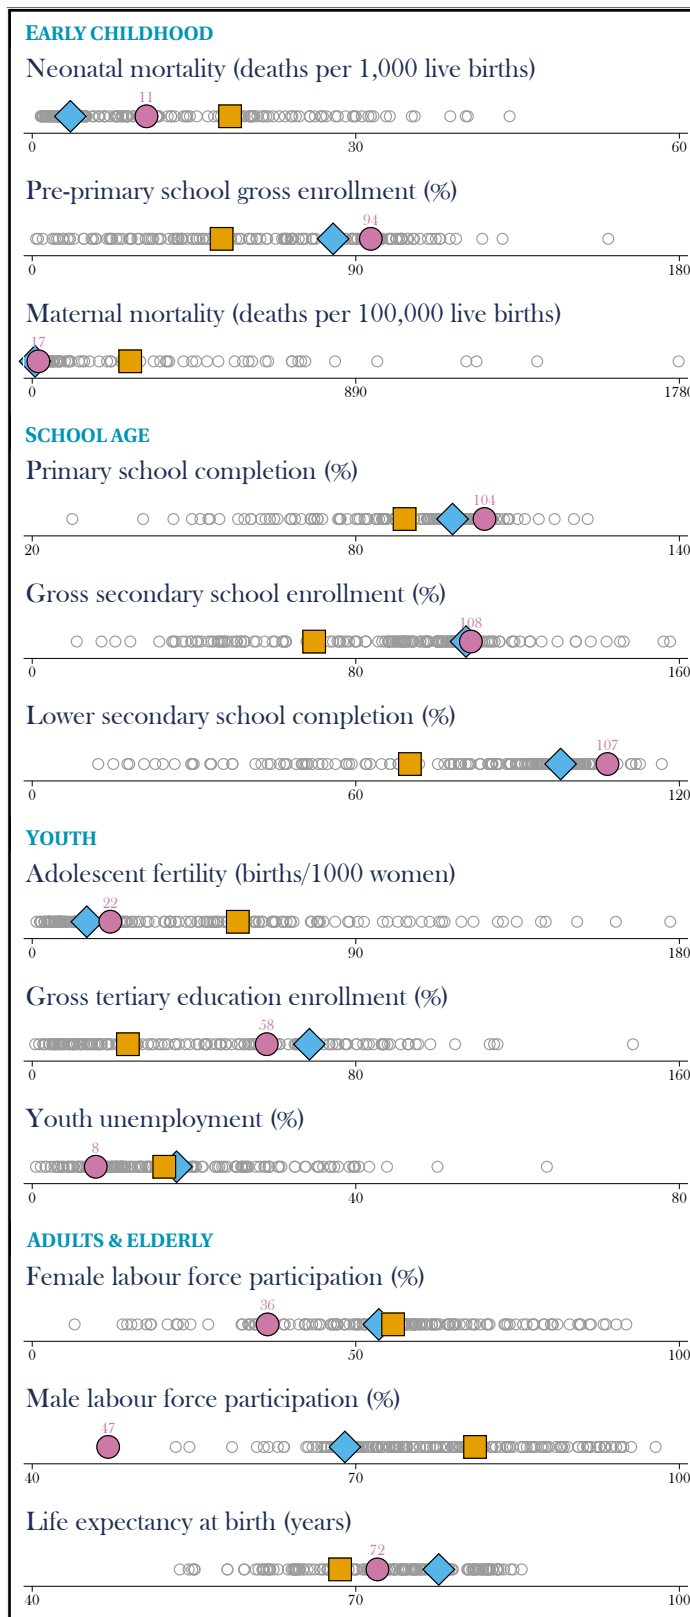 EARLY CHILDHOOD
Neonatal mortality (deaths per 1,000 live births)
11
0 30 60
Pre-primary school gross enrollment (%)
94
0 90 180
Maternal mortality (deaths per 100,000 live births)
17
0 890 1780
SCHOOL AGE
Primary school completion (%)
104
20 80 140
Gross secondary school enrollment (%)
108
0 80 160
Lower secondary school completion (%)
107
0 60 120
YOUTH
Adolescent fertility (births/1000 women)
22
0 90 180
Gross tertiary education enrollment (%)
58
0 80 160
Youth unemployment (%)
8
0 40 80
ADULTS & ELDERLY
Female labour force participation (%)
36
0 50 100
Male labour force participation (%)
47
40 70 100
Life expectancy at birth (years)
72
40 70 100